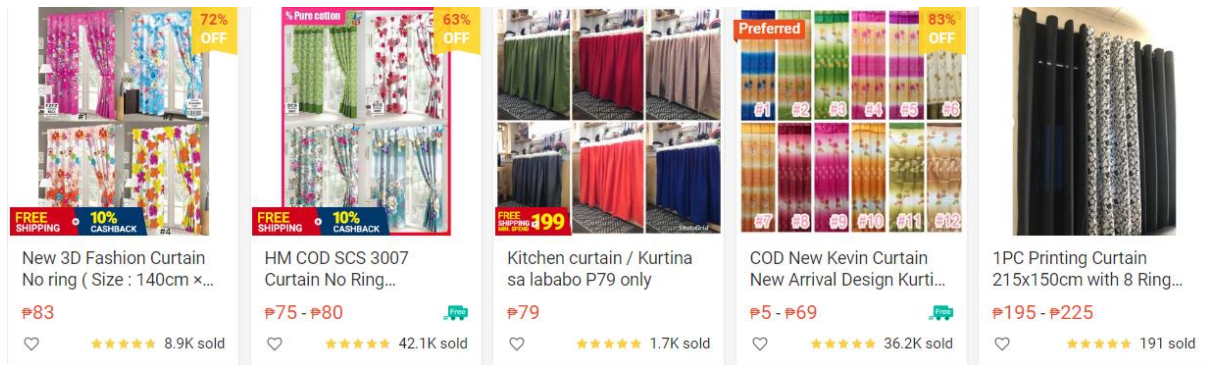 72%
OFF
#1
#4
FREE
SHIPPING
10%
CASHBACK
New 3D Fashion Curtain
No ring ( Size : 140cm ×...
₱83
8.9K sold
% Pure cotton
63%
OFF
SCS
FREE
SHIPPING
10%
CASHBACK
HM COD SCS 3007
Curtain No Ring...
₱75 - ₱80
Free
42.1K sold
FREE
SHIPPING
MIN. SPEND
₱99
Kitchen curtain / Kurtina
sa lababo P79 only
₱79
1.7K sold
Preferred
83%
OFF
#1 #2 #3 #4 #5 #6
#7 #8 #9 #10 #11 #12
COD New Kevin Curtain
New Arrival Design Kurti...
₱5 - ₱69
Free
36.2K sold
1PC Printing Curtain
215x150cm with 8 Ring...
₱195 - ₱225
191 sold